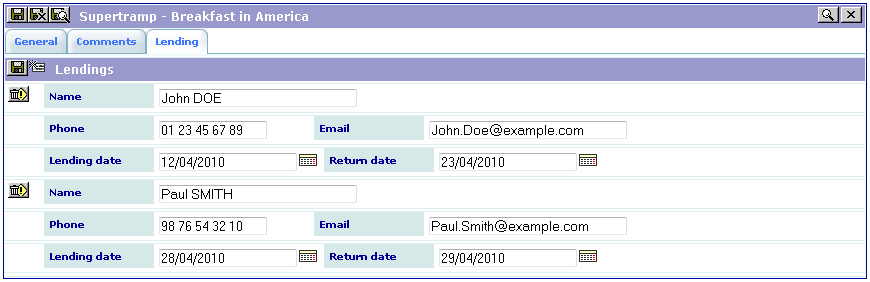 Supertramp - Breakfast in America
General Comments Lending
Lendings
Name John DOE
Phone 01 23 45 67 89 Email John.Doe@example.com
Lending date 12/04/2010 Return date 23/04/2010
Name Paul SMITH
Phone 98 76 54 32 10 Email Paul.Smith@example.com
Lending date 28/04/2010 Return date 29/04/2010